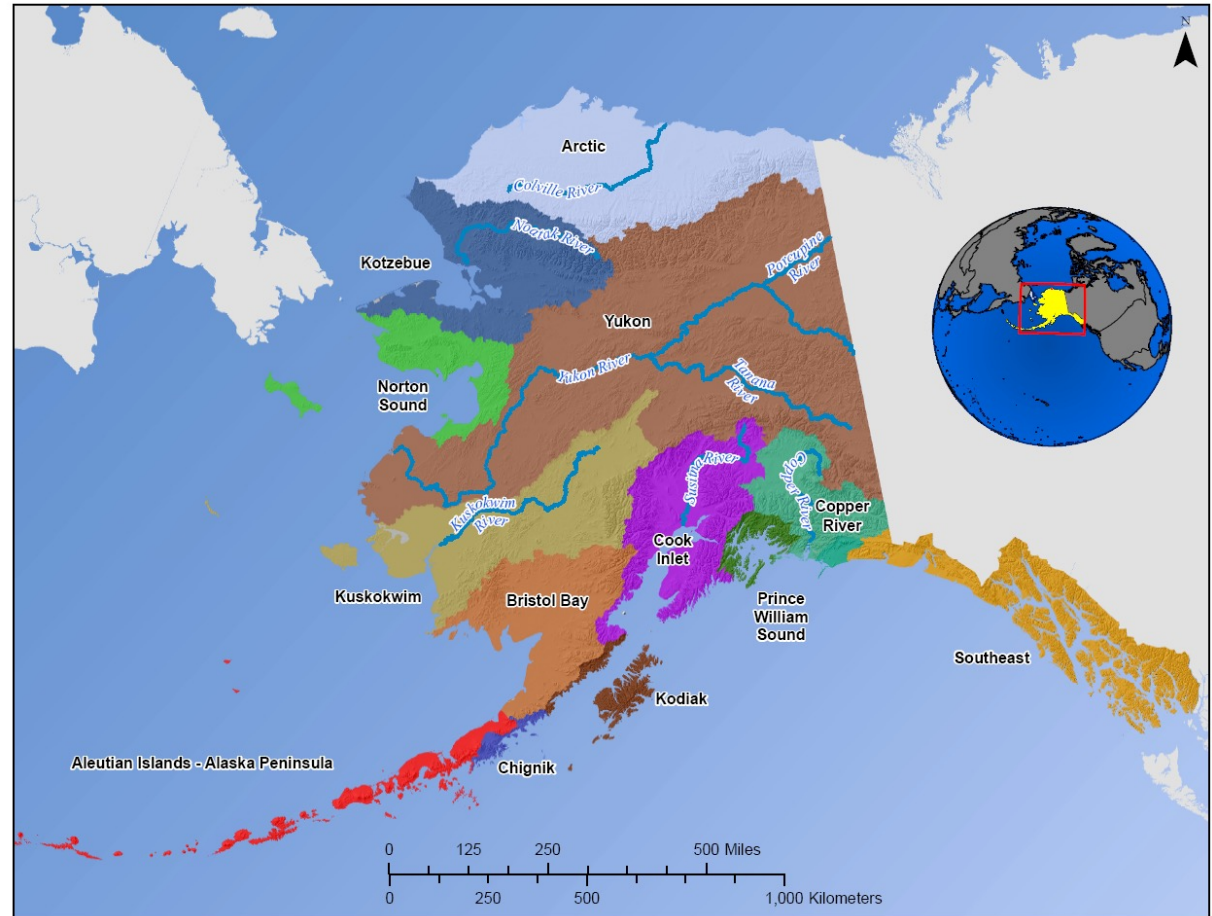 N
Arctic
Colville River
Noatak River
Kotzebue
Porcupine
River
Yukon
Yukon River
Tanana
River
Norton
Sound
Susitna River
Copper River
Kuskokwim
River
Copper
River
Cook
Inlet
Kuskokwim
Bristol Bay
Prince
William
Sound
Southeast
Kodiak
Aleutian Islands - Alaska Peninsula
Chignik
0 125 250 500 Miles
0 250 500 1,000 Kilometers